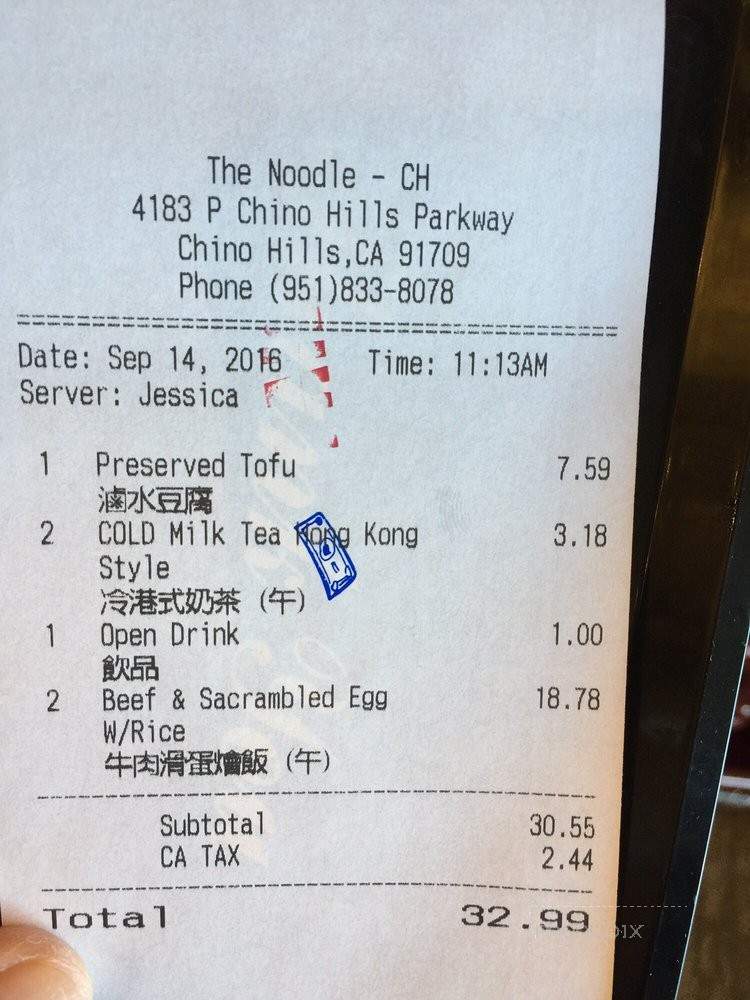 The Noodle - CH
4183 P Chino Hills Parkway
Chino Hills,CA 91709
Phone (951)833-8078
Date: Sep 14, 2016 Time: 11:13AM
Server: Jessica
1 Preserved Tofu 7.59
滷水豆腐
2 COLD Milk Tea Hong Kong 3.18
Style
冷港式奶茶 (午)
1 Open Drink 1.00
飲品
2 Beef & Sacrambled Egg 18.78
W/Rice
牛肉滑蛋燴飯 (午)
Subtotal 30.55
CA TAX 2.44
Total 32.99